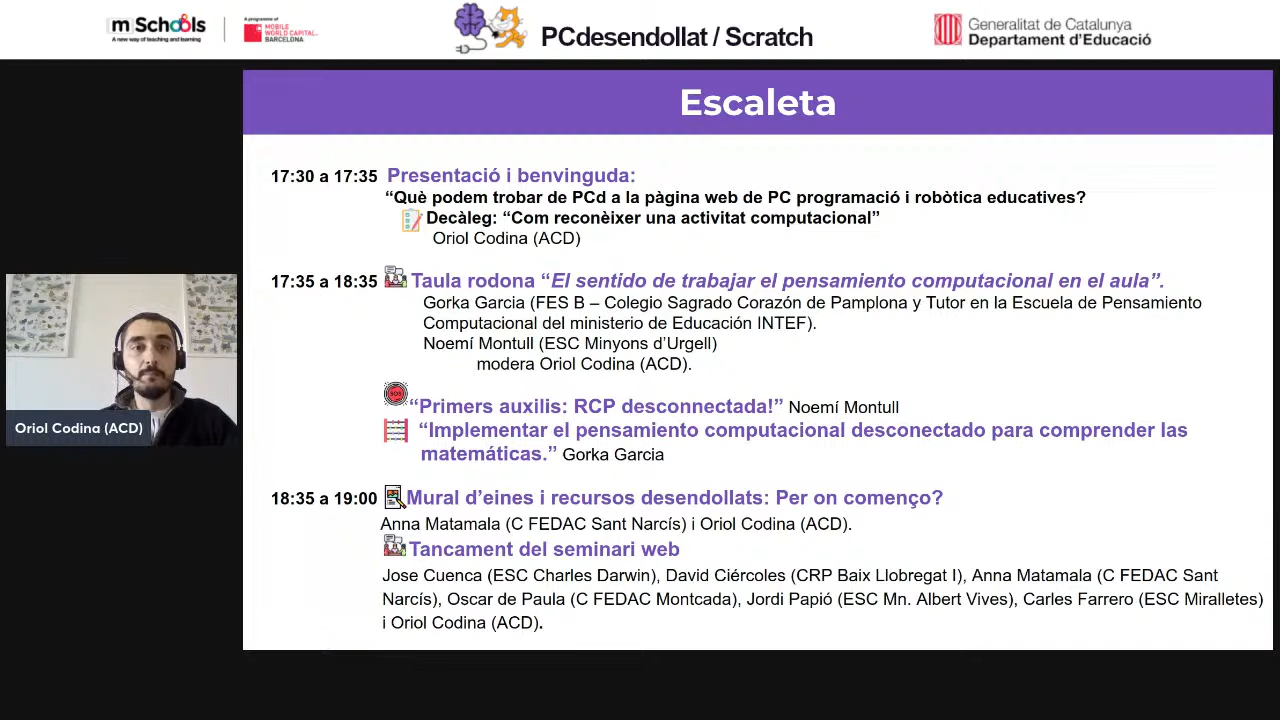 mSchools
A new way of teaching and learning
A programme of
MOBILE
WORLD CAPITAL
BARCELONA
PCdesendollat / Scratch
Generalitat de Catalunya
Departament d'Educació
Escaleta
17:30 a 17:35 Presentació i benvinguda:
“Què podem trobar de PCd a la pàgina web de PC programació i robòtica educatives?
Decàleg: “Com reconèixer una activitat computacional”
Oriol Codina (ACD)
17:35 a 18:35 Taula rodona “El sentido de trabajar el pensamiento computacional en el aula”.
Gorka Garcia (FES B – Colegio Sagrado Corazón de Pamplona y Tutor en la Escuela de Pensamiento
Computacional del ministerio de Educación INTEF).
Noemí Montull (ESC Minyons d’Urgell)
modera Oriol Codina (ACD).
SOS
“Primers auxilis: RCP desconnectada!” Noemí Montull
“Implementar el pensamiento computacional desconectado para comprender las
matemáticas.” Gorka Garcia
18:35 a 19:00 Mural d’eines i recursos desendollats: Per on començo?
Anna Matamala (C FEDAC Sant Narcís) i Oriol Codina (ACD).
Tancament del seminari web
Jose Cuenca (ESC Charles Darwin), David Ciércoles (CRP Baix Llobregat I), Anna Matamala (C FEDAC Sant
Narcís), Oscar de Paula (C FEDAC Montcada), Jordi Papió (ESC Mn. Albert Vives), Carles Farrero (ESC Miralletes)
i Oriol Codina (ACD).
Oriol Codina (ACD)